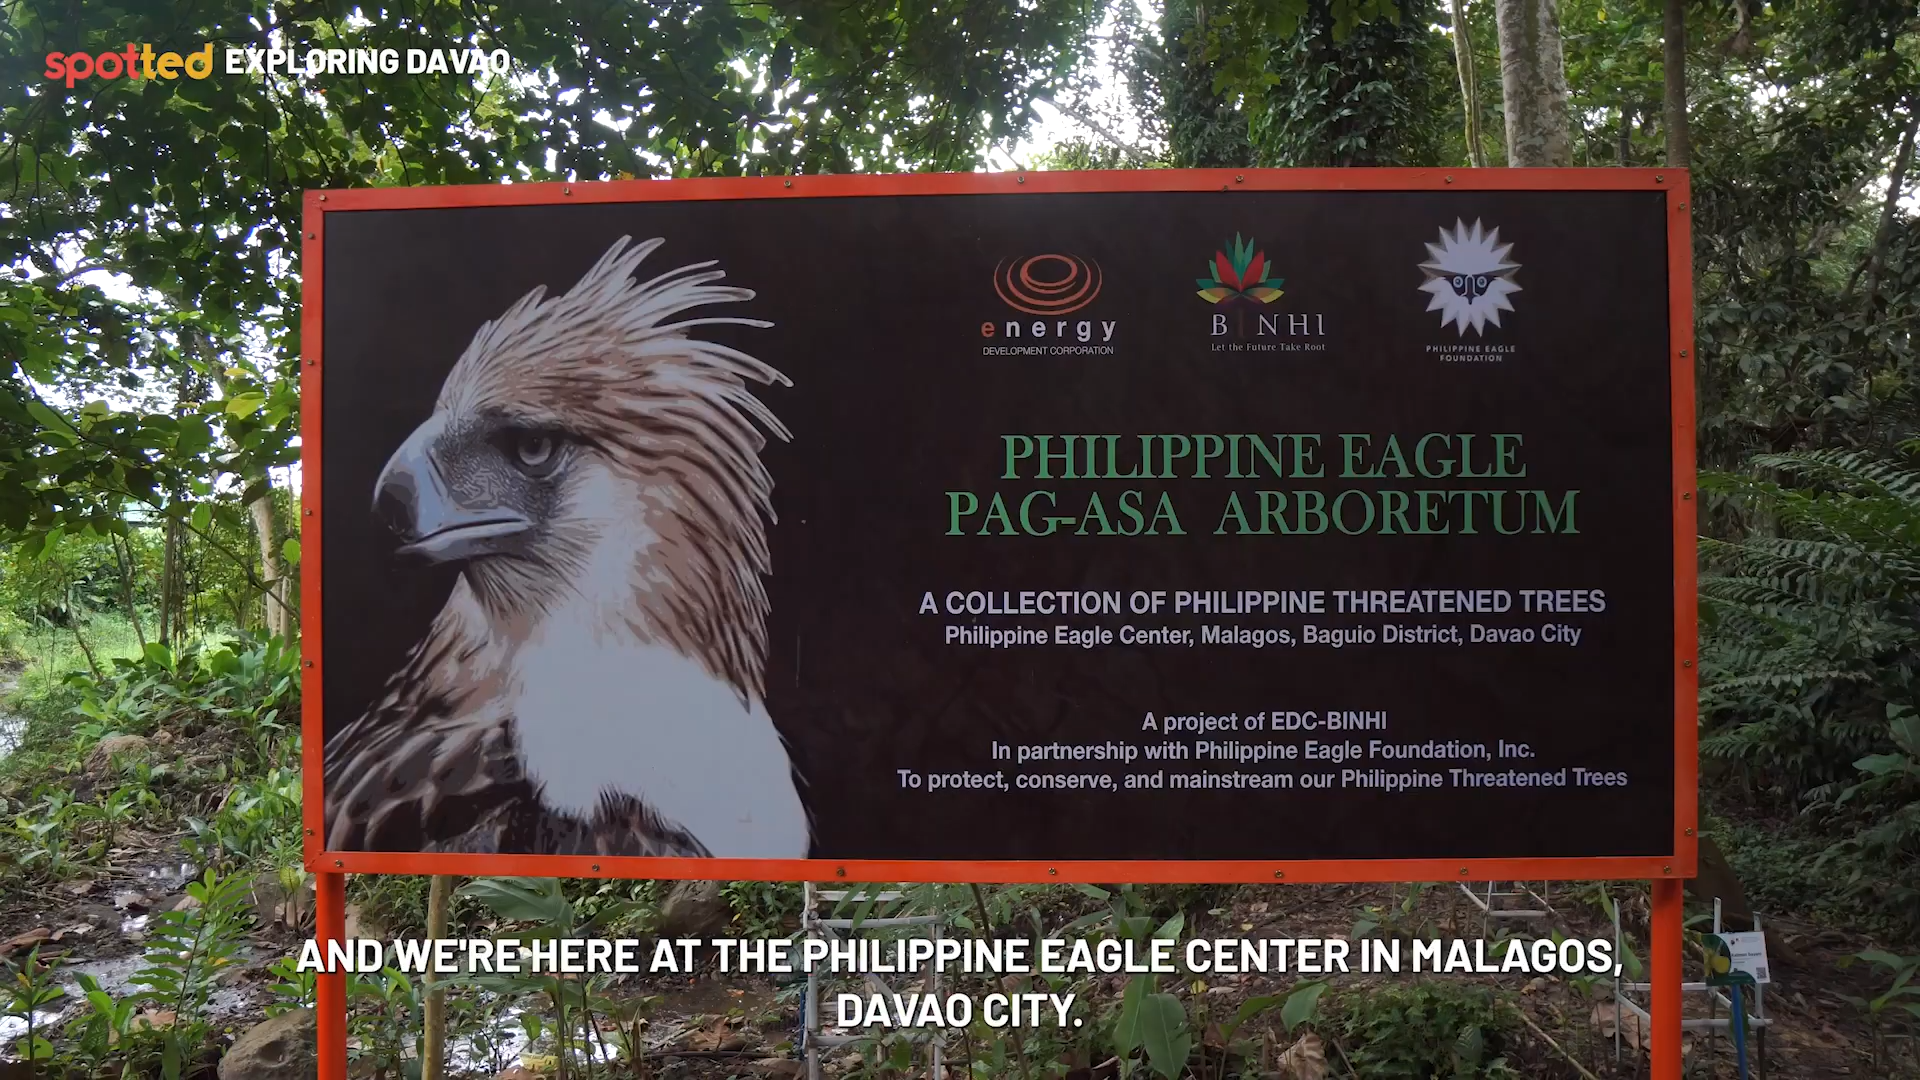 spotted EXPLORING DAVAO
energy
DEVELOPMENT CORPORATION
BINHI
Let the Future Take Root
PHILIPPINE EAGLE
FOUNDATION
PHILIPPINE EAGLE
PAG-ASA ARBORETUM
A COLLECTION OF PHILIPPINE THREATENED TREES
Philippine Eagle Center, Malagos, Baguio District, Davao City
A project of EDC-BINHI
In partnership with Philippine Eagle Foundation, Inc.
To protect, conserve, and mainstream our Philippine Threatened Trees
AND WE'RE HERE AT THE PHILIPPINE EAGLE CENTER IN MALAGOS,
DAVAO CITY.